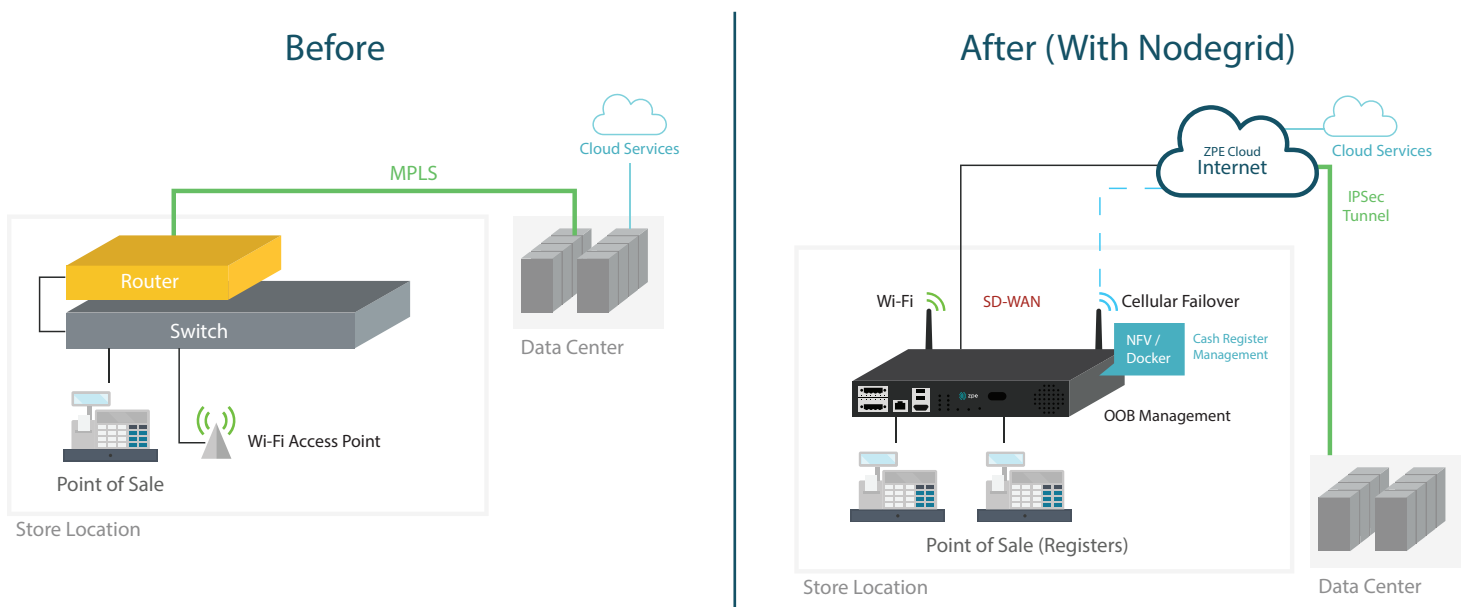 Before
Cloud Services
MPLS
Router
Switch
Data Center
Wi-Fi Access Point
Point of Sale
Store Location
After (With Nodegrid)
ZPE Cloud
Internet
Cloud Services
IPSec
Tunnel
Wi-Fi
SD-WAN
Cellular Failover
NFV /
Docker
Cash Register
Management
zpe
OOB Management
Point of Sale (Registers)
Store Location
Data Center